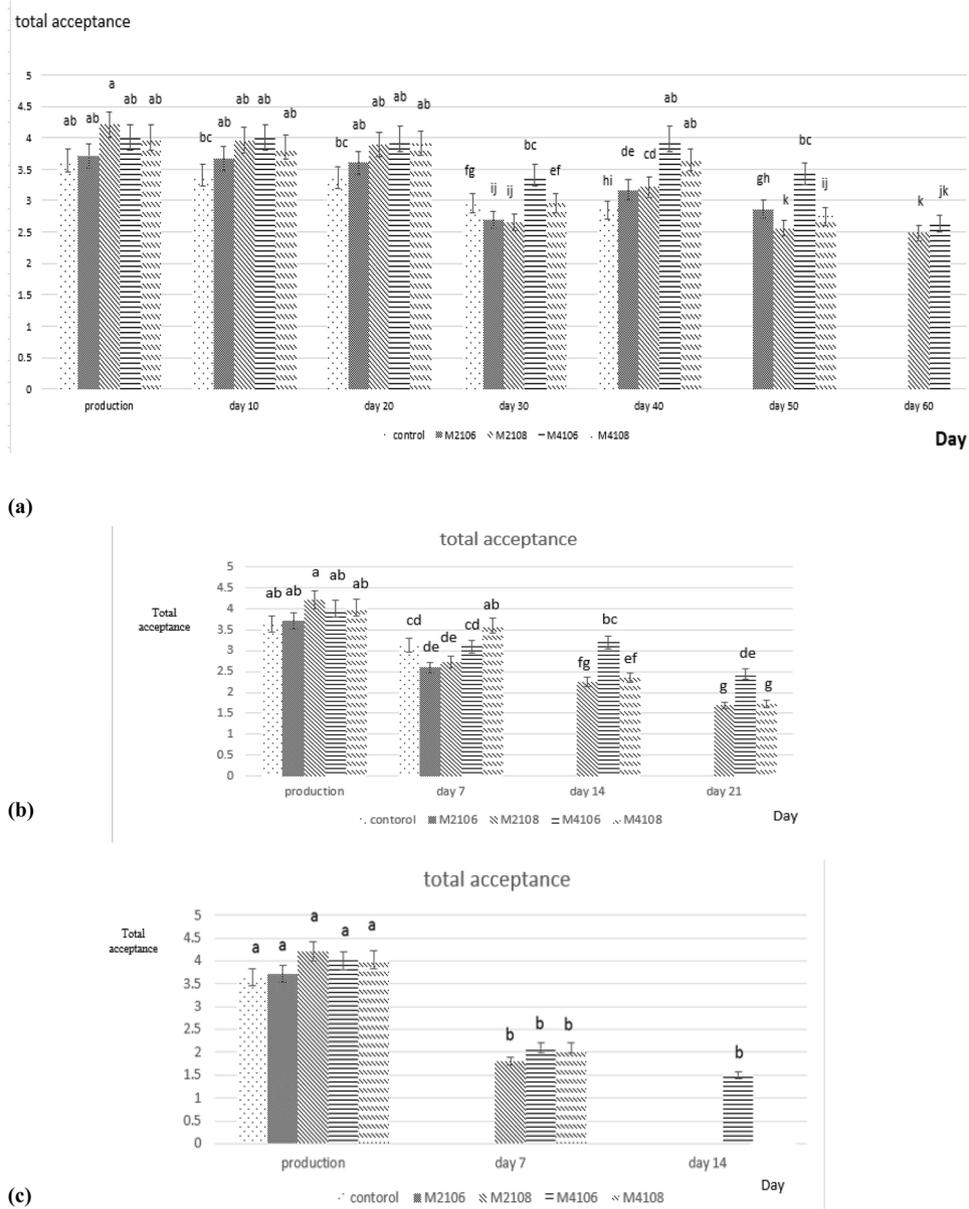 total acceptance
5
a
ab ab ab ab
4.5
ab ab
ab
ab ab
ab
bc
ab
bc
ab
bc
4
3.5
fg
ij ij
bc
ef
hi
de cd
ab
ab
gh
k
bc
ij
k jk
3
2.5
2
1.5
1
0.5
0
production day 10 day 20 day 30 day 40 day 50 day 60
control M2106 M2108 M4106 M4108
Day
(a)
total acceptance
Total
acceptance
5
4.5
4
3.5
3
2.5
2
1.5
1
0.5
0
ab ab a ab ab
cd de de cd ab
fg bc ef
g de g
production day 7 day 14 day 21
contorol M2106 M2108 M4106 M4108
Day
(b)
total acceptance
Total
acceptance
5
4.5
4
3.5
3
2.5
2
1.5
1
0.5
0
a a a a a
b b b
b
production day 7 day 14
contorol M2106 M2108 M4106 M4108
Day
(c)